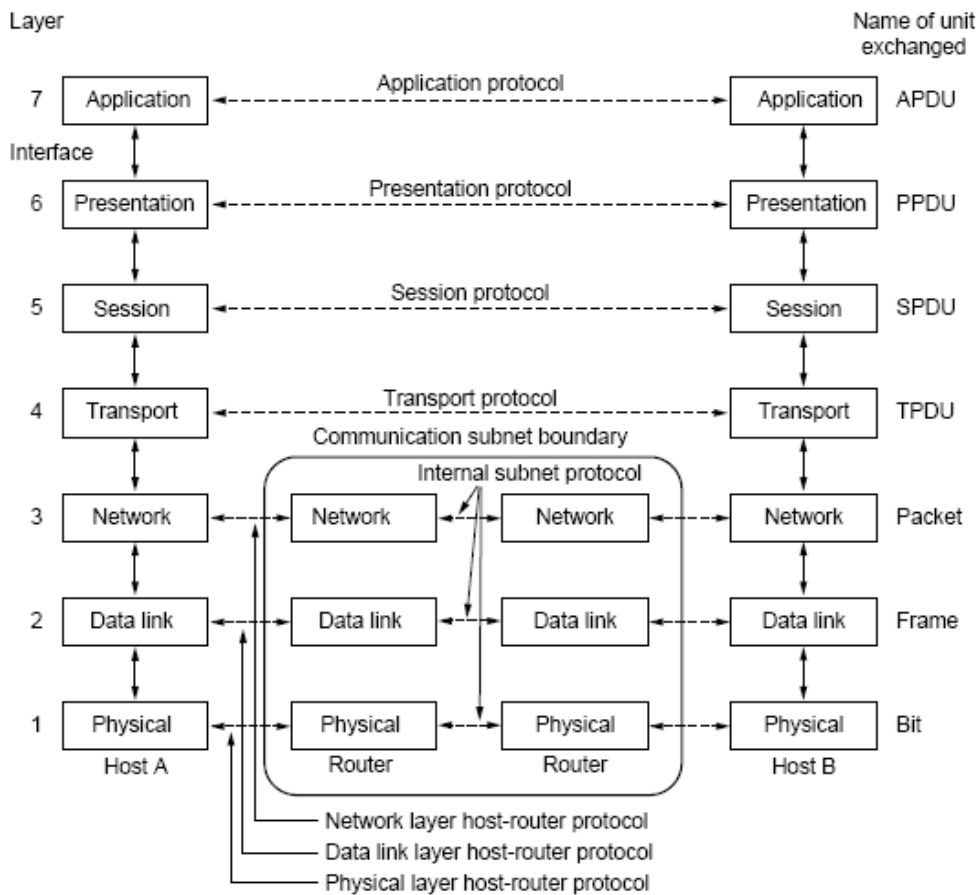 Layer
Name of unit
exchanged
Application protocol
7
Application
Application
APDU
Interface
Presentation protocol
6
Presentation
Presentation
PPDU
Session protocol
5
Session
Session
SPDU
Transport protocol
4
Transport
Transport
TPDU
Communication subnet boundary
Internal subnet protocol
3
Network
Network
Network
Network
Packet
2
Data link
Data link
Data link
Data link
Frame
1
Physical
Physical
Physical
Physical
Bit
Host A
Router
Router
Host B
Network layer host-router protocol
Data link layer host-router protocol
Physical layer host-router protocol